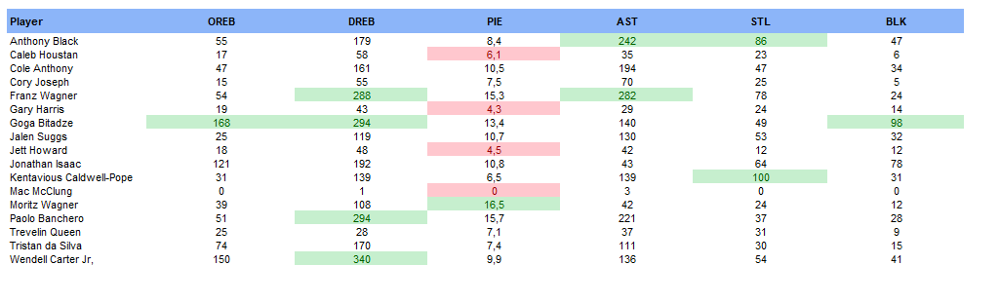 Player OREB DREB PIE AST STL BLK
Anthony Black 55 179 8,4 242 86 47
Caleb Houstan 17 58 6,1 35 23 6
Cole Anthony 47 161 10,5 194 47 34
Cory Joseph 15 55 7,5 70 25 5
Franz Wagner 54 288 15,3 282 78 24
Gary Harris 19 43 4,3 29 24 14
Goga Bitadze 168 294 13,4 140 49 98
Jalen Suggs 25 119 10,7 130 53 32
Jett Howard 18 48 4,5 42 12 12
Jonathan Isaac 121 192 10,8 43 64 78
Kentavious Caldwell-Pope 31 139 6,5 139 100 31
Mac McClung 0 1 0 3 0 0
Moritz Wagner 39 108 16,5 42 24 12
Paolo Banchero 51 294 15,7 221 37 28
Trevelin Queen 25 28 7,1 37 31 9
Tristan da Silva 74 170 7,4 111 30 15
Wendell Carter Jr, 150 340 9,9 136 54 41